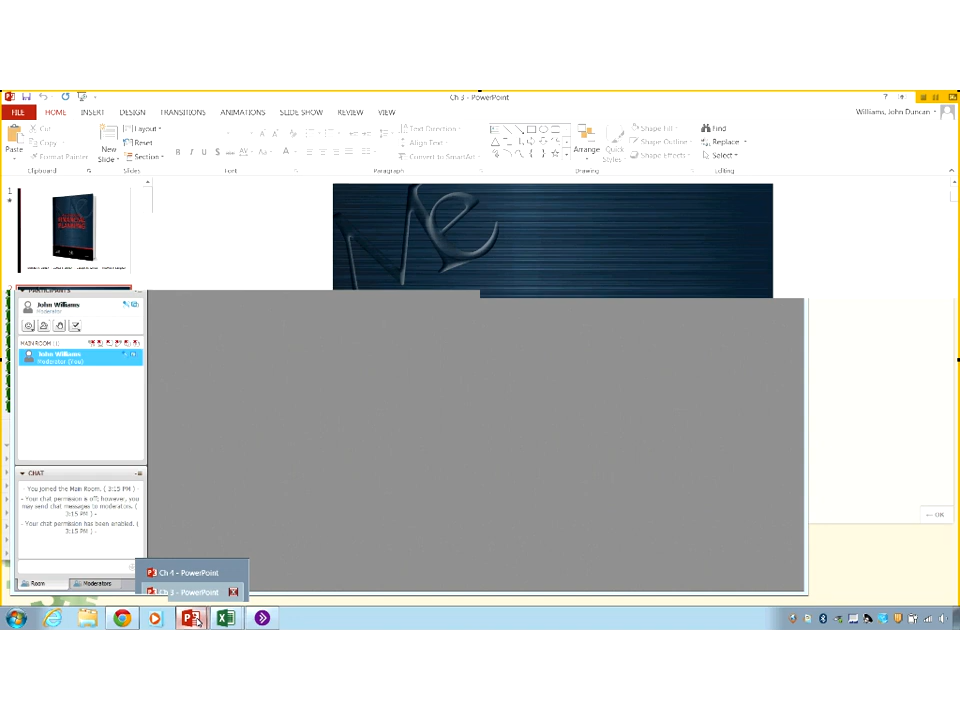 Ch 3 - PowerPoint
?
FILE
HOME
INSERT
DESIGN
TRANSITIONS
ANIMATIONS
SLIDE SHOW
REVIEW
VIEW
Williams, John Duncan
Paste
Cut
Copy
Format Painter
Clipboard
New
Slide
Layout
Reset
Section
Slides
B I U S
Font
Text Direction
Align Text
Convert to SmartArt
Paragraph
Arrange
Quick
Styles
Shape Fill
Shape Outline
Shape Effects
Drawing
Find
Replace
Select
Editing
1
PARTICIPANTS
John Williams
Moderator
MAIN ROOM (1)
John Williams
Moderator (You)
CHAT
- You joined the Main Room. ( 3:15 PM ) -
- Your chat permission is off; however, you
may send chat messages to moderators. (
3:15 PM ) -
- Your chat permission has been enabled. (
3:15 PM ) -
Room
Moderators
OK
Ch 4 - PowerPoint
Ch 3 - PowerPoint